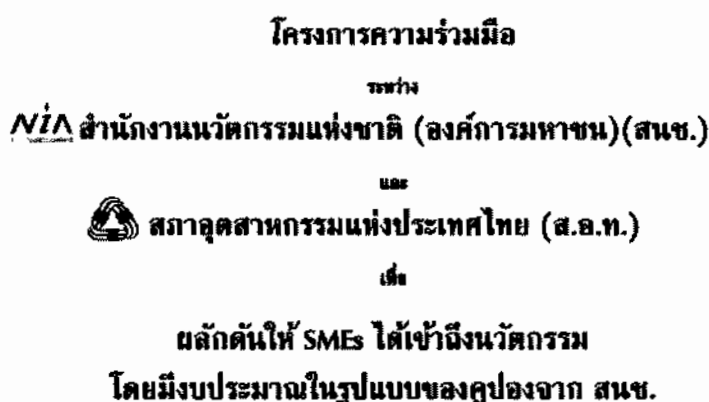 โครงการความร่วมมือ
ระหว่าง
NIA สำนักงานนวัตกรรมแห่งชาติ (องค์การมหาชน)(สนช.)
และ
สภาอุตสาหกรรมแห่งประเทศไทย (ส.อ.ท.)
เพื่อ
ผลักดันให้ SMEs ได้เข้าถึงนวัตกรรม
โดยมีงบประมาณในรูปแบบของคูปองจาก สนช.